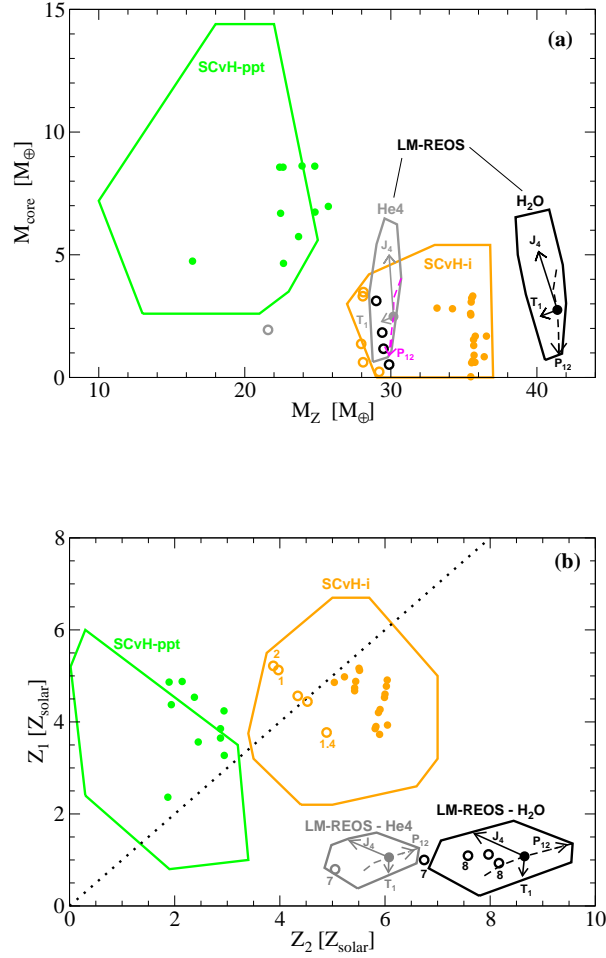 15
(a)
SCvH-ppt
LM-REOS
10
He4
H₂O
J₄
J₄
SCvH-i
5
T₁
T₁
P₁₂
P₁₂
0
10
20
30
40
M_Z [M⊕]
M_core [M⊕]
8
(b)
SCvH-i
SCvH-ppt
6
2
1
4
1.4
LM-REOS - H₂O
2
LM-REOS - He4
J₄
P₁₂
J₄
P₁₂
7
7
8
8
T₁
T₁
0
0
2
4
6
8
10
Z₂ [Z_solar]
Z₁ [Z_solar]